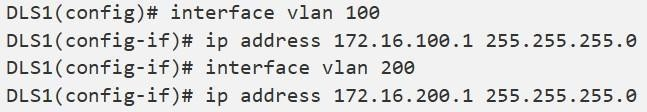 DLS1(config)# interface vlan 100
DLS1(config-if)# ip address 172.16.100.1 255.255.255.0
DLS1(config-if)# interface vlan 200
DLS1(config-if)# ip address 172.16.200.1 255.255.255.0